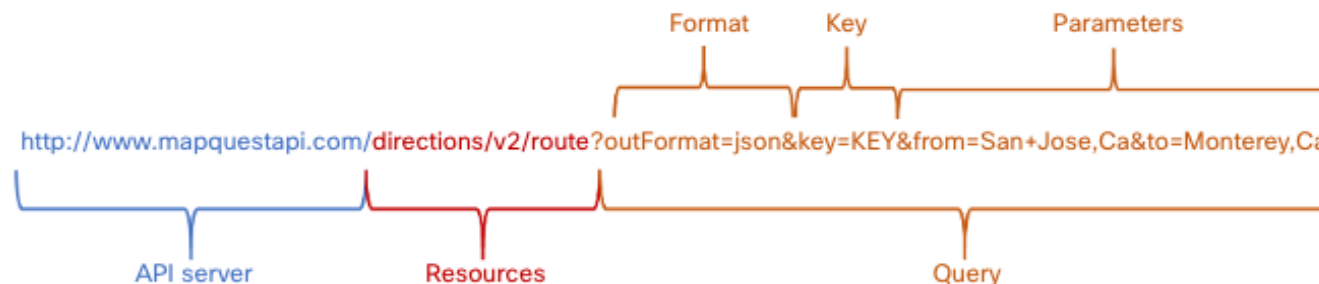 Format Key Parameters
http://www.mapquestapi.com/directions/v2/route?outFormat=json&key=KEY&from=San+Jose,Ca&to=Monterey,Ca
API server Resources Query